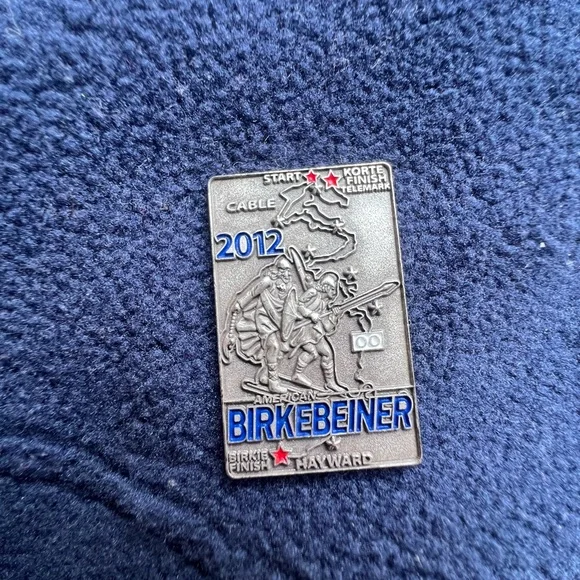 START KORTE
FINISH
TELEMARK
CABLE
2012
OO
AMERICAN
BIRKEBEINER
BIRKIE
FINISH HAYWARD